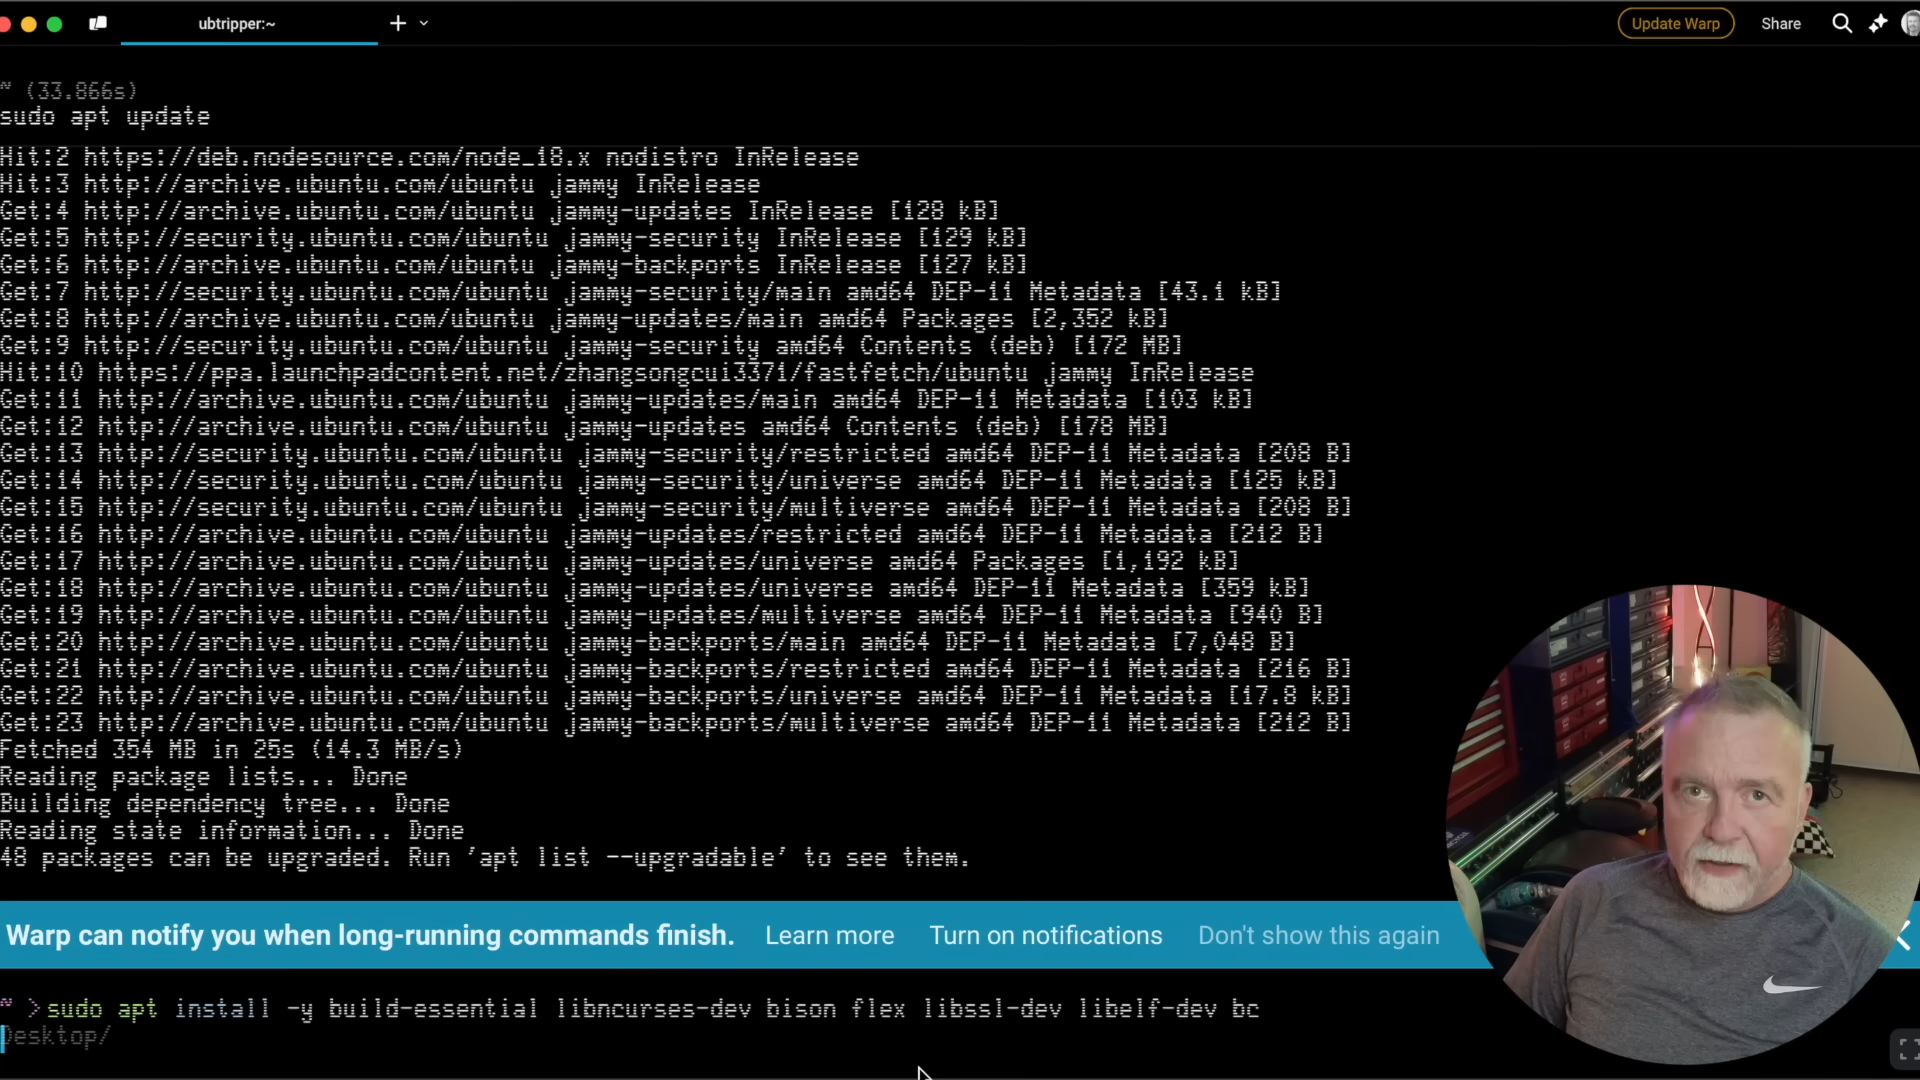 ubtripper:~
Update Warp
Share
~ (33.866s)
sudo apt update
Hit:2 https://deb.nodesource.com/node_18.x nodistro InRelease
Hit:3 http://archive.ubuntu.com/ubuntu jammy InRelease
Get:4 http://archive.ubuntu.com/ubuntu jammy-updates InRelease [128 kB]
Get:5 http://security.ubuntu.com/ubuntu jammy-security InRelease [129 kB]
Get:6 http://archive.ubuntu.com/ubuntu jammy-backports InRelease [127 kB]
Get:7 http://security.ubuntu.com/ubuntu jammy-security/main amd64 DEP-11 Metadata [43.1 kB]
Get:8 http://archive.ubuntu.com/ubuntu jammy-updates/main amd64 Packages [2,352 kB]
Get:9 http://security.ubuntu.com/ubuntu jammy-security amd64 Contents (deb) [172 MB]
Hit:10 https://ppa.launchpadcontent.net/zhangsongcui3371/fastfetch/ubuntu jammy InRelease
Get:11 http://archive.ubuntu.com/ubuntu jammy-updates/main amd64 DEP-11 Metadata [103 kB]
Get:12 http://archive.ubuntu.com/ubuntu jammy-updates amd64 Contents (deb) [178 MB]
Get:13 http://security.ubuntu.com/ubuntu jammy-security/restricted amd64 DEP-11 Metadata [208 B]
Get:14 http://security.ubuntu.com/ubuntu jammy-security/universe amd64 DEP-11 Metadata [125 kB]
Get:15 http://security.ubuntu.com/ubuntu jammy-security/multiverse amd64 DEP-11 Metadata [208 B]
Get:16 http://archive.ubuntu.com/ubuntu jammy-updates/restricted amd64 DEP-11 Metadata [212 B]
Get:17 http://archive.ubuntu.com/ubuntu jammy-updates/universe amd64 Packages [1,192 kB]
Get:18 http://archive.ubuntu.com/ubuntu jammy-updates/universe amd64 DEP-11 Metadata [359 kB]
Get:19 http://archive.ubuntu.com/ubuntu jammy-updates/multiverse amd64 DEP-11 Metadata [940 B]
Get:20 http://archive.ubuntu.com/ubuntu jammy-backports/main amd64 DEP-11 Metadata [7,048 B]
Get:21 http://archive.ubuntu.com/ubuntu jammy-backports/restricted amd64 DEP-11 Metadata [216 B]
Get:22 http://archive.ubuntu.com/ubuntu jammy-backports/universe amd64 DEP-11 Metadata [17.8 kB]
Get:23 http://archive.ubuntu.com/ubuntu jammy-backports/multiverse amd64 DEP-11 Metadata [212 B]
Fetched 354 MB in 25s (14.3 MB/s)
Reading package lists... Done
Building dependency tree... Done
Reading state information... Done
48 packages can be upgraded. Run 'apt list --upgradable' to see them.
Warp can notify you when long-running commands finish. Learn more Turn on notifications Don't show this again
~ >sudo apt install -y build-essential libncurses-dev bison flex libssl-dev libelf-dev bc
Desktop/